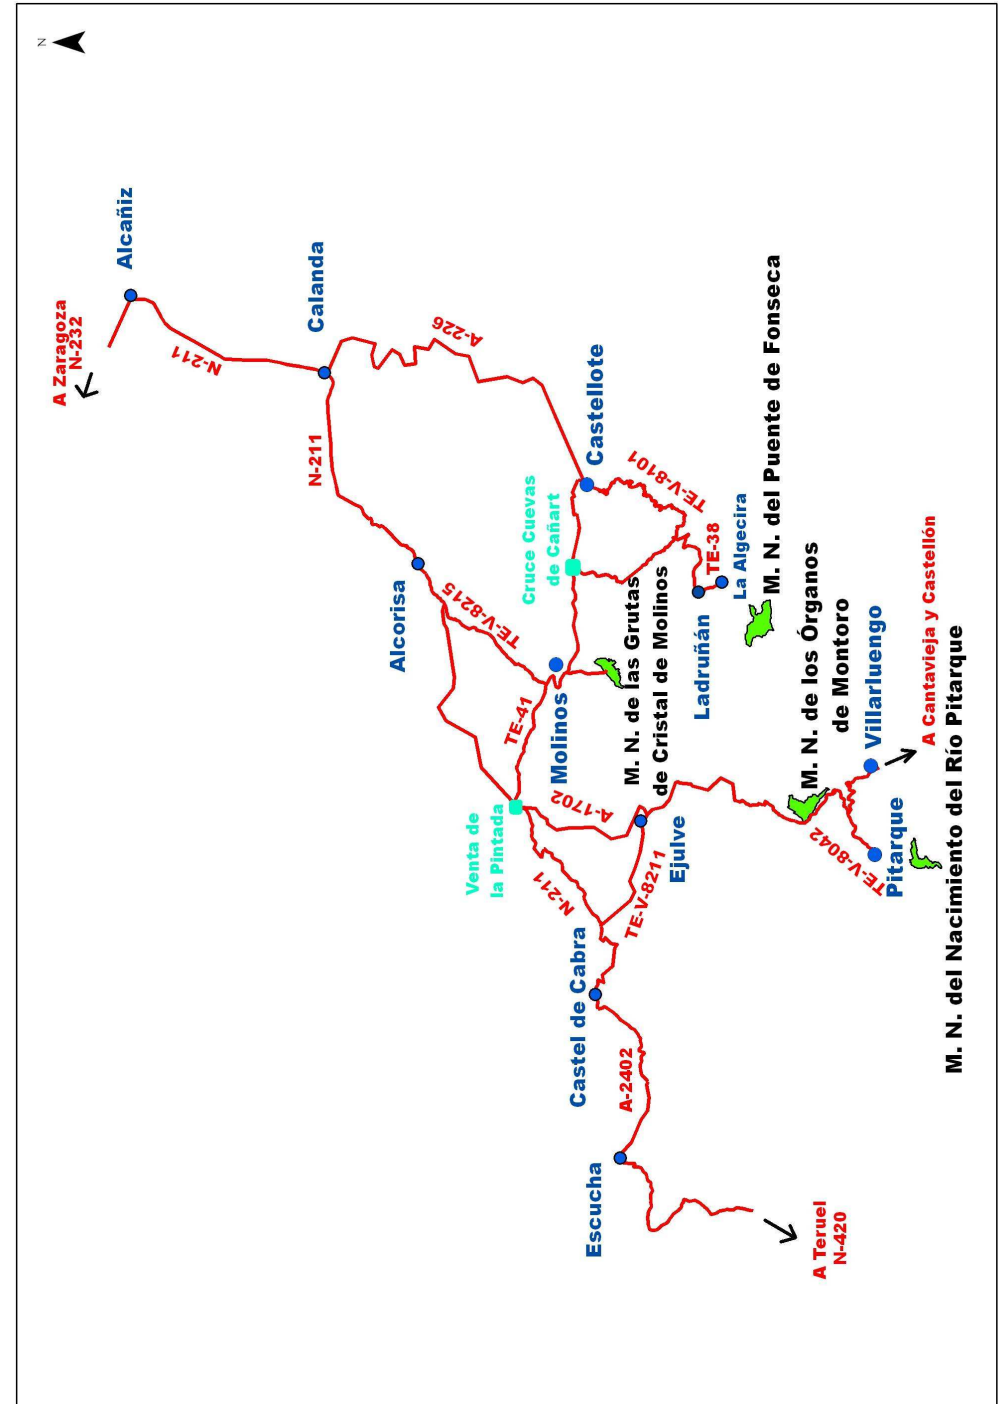 N
Alcañiz
A Zaragoza
N-232
N-211
Calanda
A-226
N-211
Castellote
Alcorisa
TE-V-8215
Cruce Cuevas
de Cañart
TE-V-8101
TE-38
La Algecira
Ladruñán
M. N. del Puente de Fonseca
TE-41
Molinos
M. N. de las Grutas
de Cristal de Molinos
Venta de
la Pintada
A-1702
N-211
TE-V-8211
Ejulve
M. N. de los Órganos
de Montoro
Villarluengo
A Cantavieja y Castellón
TE-V-8042
Pitarque
M. N. del Nacimiento del Río Pitarque
Castel de Cabra
A-2402
Escucha
A Teruel
N-420